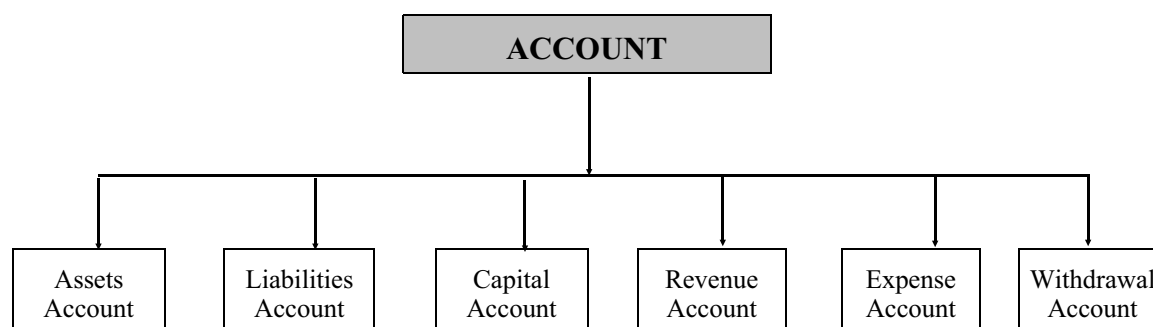 ACCOUNT
Assets
Account
Liabilities
Account
Capital
Account
Revenue
Account
Expense
Account
Withdrawal
Account